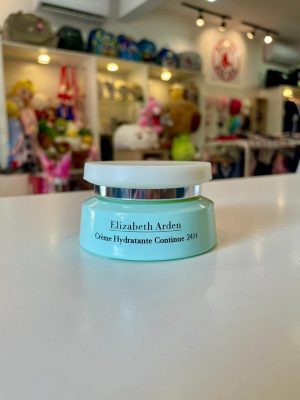 Elizabeth Arden
Crème Hydratante Continue 24H